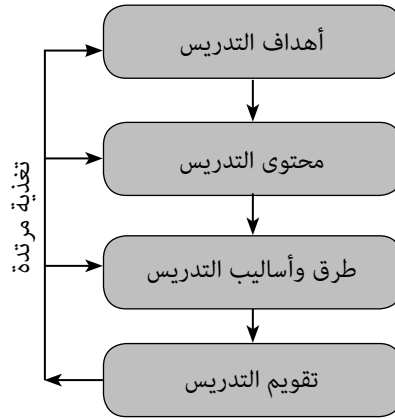 أهداف التدريس
محتوى التدريس
طرق وأساليب التدريس
تقويم التدريس
تغذية مرتدة